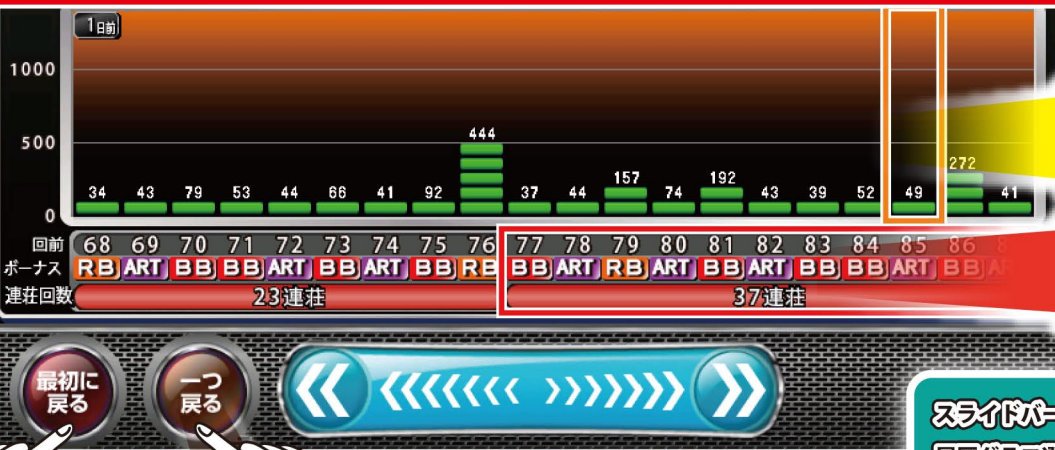 1日前
1000
500
0
34 43 79 53 44 66 41 92 444 37 44 157 74 192 43 39 52 49 272 41
回前 68 69 70 71 72 73 74 75 76 77 78 79 80 81 82 83 84 85 86
ボーナス RB ART BB BB ART BB ART BB RB BB ART RB ART BB ART BB BB ART BB
連荘回数 23連荘 37連荘
最初に
戻る
一つ
戻る
スライドバー